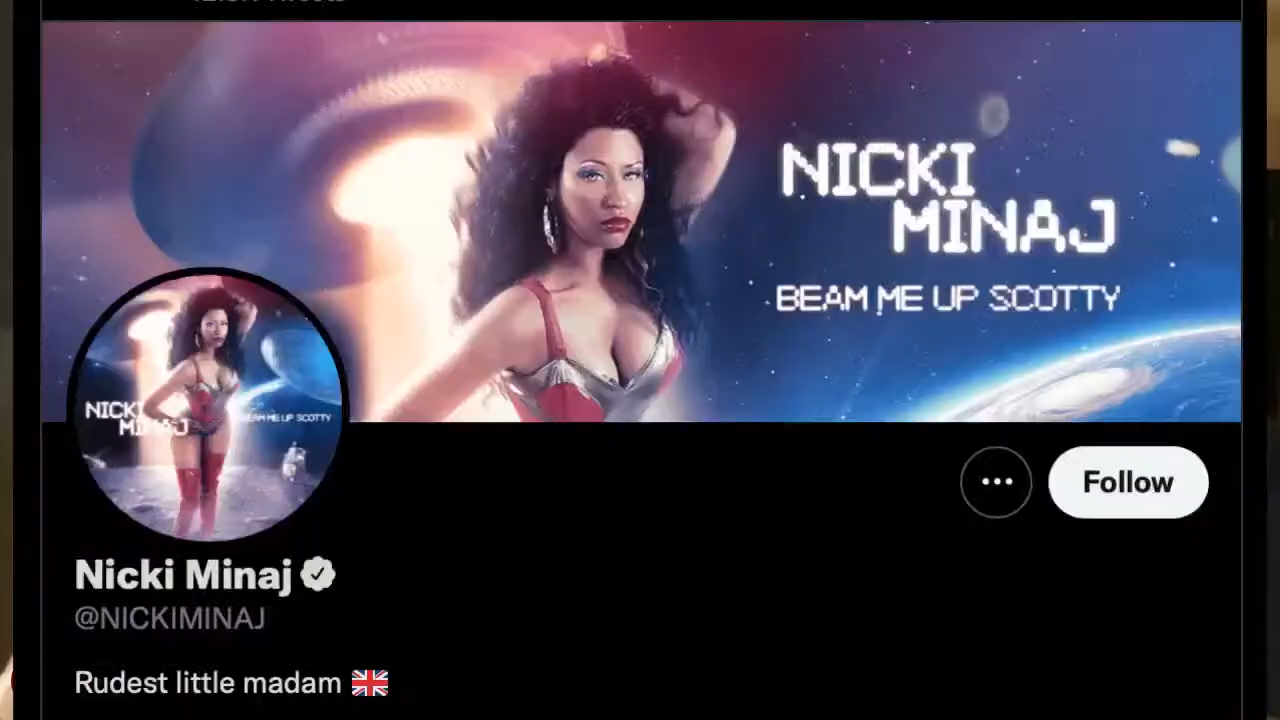 NICKI
MINAJ
BEAM ME UP SCOTTY
NICKI
MINAJ
BEAM ME UP SCOTTY
Follow
Nicki Minaj
@NICKIMINAJ
Rudest little madam 🇬🇧